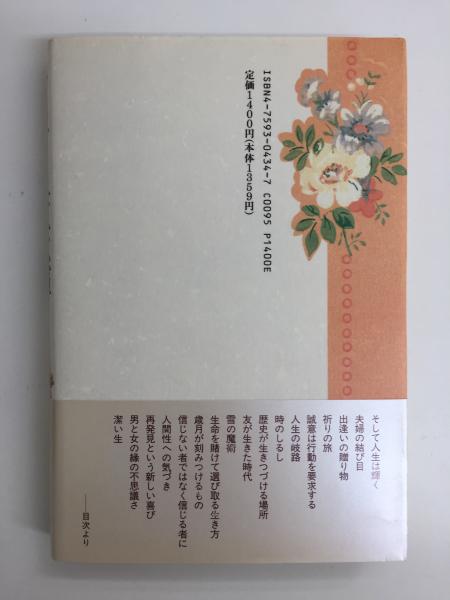 ISBN4-7593-0434-7 C0095 P1400E
定価1400円(本体1359円)
そして人生は輝く
夫婦の結び目
出逢いの贈り物
祈りの旅
誠意は行動を要求する
人生の岐路
時のしるし
歴史が生きつづける場所
友が生きた時代
雪の魔術
生命を賭けて選び取る生き方
歳月が刻みつけるもの
信じない者ではなく信じる者に
人間性への気づき
再発見という新しい喜び
男と女の縁の不思議さ
潔い生
――目次より